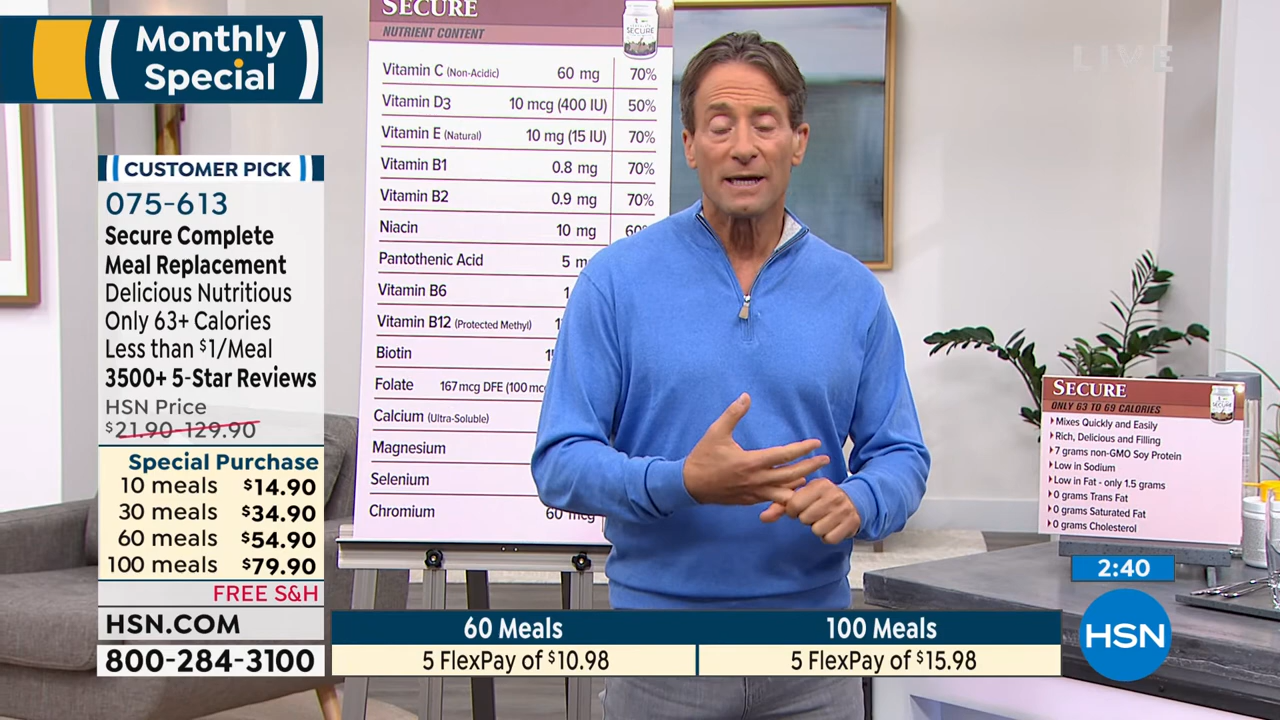 Monthly
Special
CUSTOMER PICK
075-613
Secure Complete
Meal Replacement
Delicious Nutritious
Only 63+ Calories
Less than $1/Meal
3500+ 5-Star Reviews
HSN Price
$21.90-129.90
Special Purchase
10 meals $14.90
30 meals $34.90
60 meals $54.90
100 meals $79.90
FREE S&H
HSN.COM
800-284-3100
SECURE
NUTRIENT CONTENT
SECURE
Vitamin C (Non-Acidic) 60 mg 70%
Vitamin D3 10 mcg (400 IU) 50%
Vitamin E (Natural) 10 mg (15 IU) 70%
Vitamin B1 0.8 mg 70%
Vitamin B2 0.9 mg 70%
Niacin 10 mg 60%
Pantothenic Acid 5 m
Vitamin B6 1
Vitamin B12 (Protected Methyl) 1
Biotin
Folate 167 mcg DFE (100 mc
Calcium (Ultra-Soluble)
Magnesium
Selenium
Chromium 60 mcg
LIVE
SECURE
ONLY 63 TO 69 CALORIES
SECURE
Mixes Quickly and Easily
Rich, Delicious and Filling
7 grams non-GMO Soy Protein
Low in Sodium
Low in Fat - only 1.5 grams
0 grams Trans Fat
0 grams Saturated Fat
0 grams Cholesterol
2:40
HSN
60 Meals 100 Meals
5 FlexPay of $10.98 5 FlexPay of $15.98